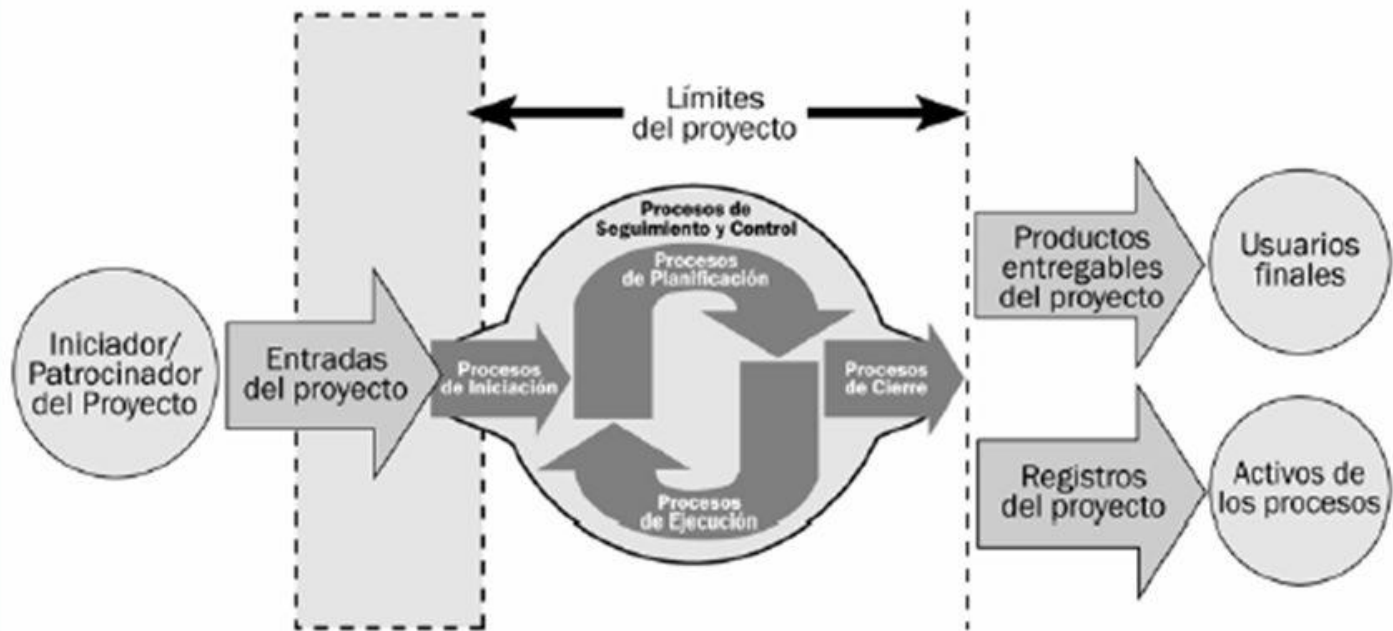 Límites
del proyecto
Iniciador/
Patrocinador
del Proyecto
Entradas
del proyecto
Procesos de
Seguimiento y Control
Procesos
de Planificación
Procesos
de Iniciación
Procesos
de Cierre
Procesos
de Ejecución
Productos
entregables
del proyecto
Usuarios
finales
Registros
del proyecto
Activos de
los procesos